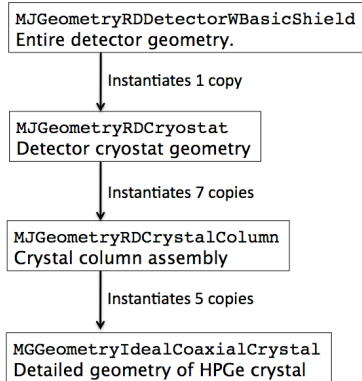 MJGeometryRDDetectorWBasicShield
Entire detector geometry.
Instantiates 1 copy
MJGeometryRDCryostat
Detector cryostat geometry
Instantiates 7 copies
MJGeometryRDCrystalColumn
Crystal column assembly
Instantiates 5 copies
MGGeometryIdealCoaxialCrystal
Detailed geometry of HPGe crystal